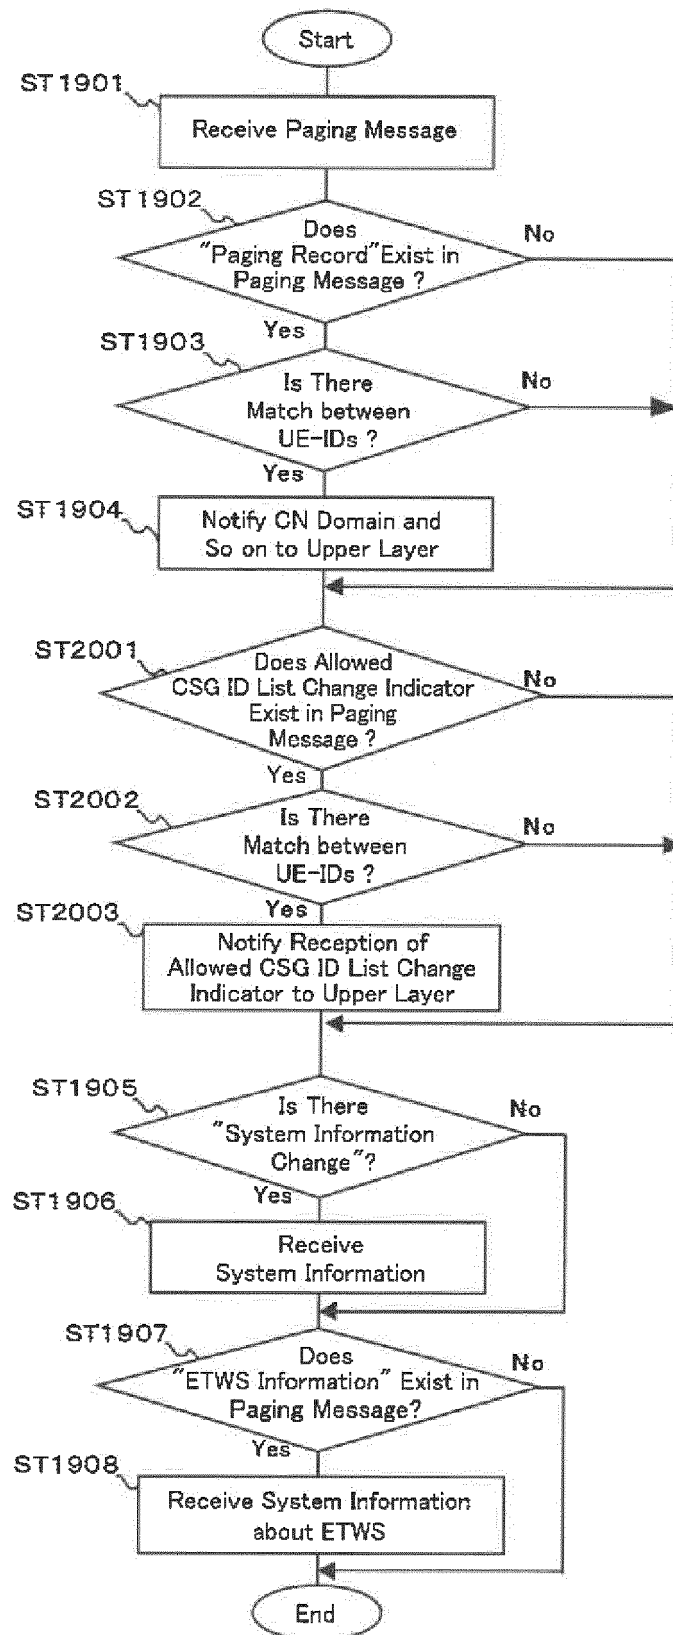 Start
ST1901
Receive Paging Message
ST1902
Does
"Paging Record"Exist in
Paging Message ?
No
Yes
ST1903
Is There
Match between
UE-IDs ?
No
Yes
ST1904
Notify CN Domain and
So on to Upper Layer
ST2001
Does Allowed
CSG ID List Change Indicator
Exist in Paging
Message ?
No
Yes
ST2002
Is There
Match between
UE-IDs ?
No
Yes
ST2003
Notify Reception of
Allowed CSG ID List Change
Indicator to Upper Layer
ST1905
Is There
"System Information
Change"?
No
Yes
ST1906
Receive
System Information
ST1907
Does
"ETWS Information" Exist in
Paging Message?
No
Yes
ST1908
Receive System Information
about ETWS
End